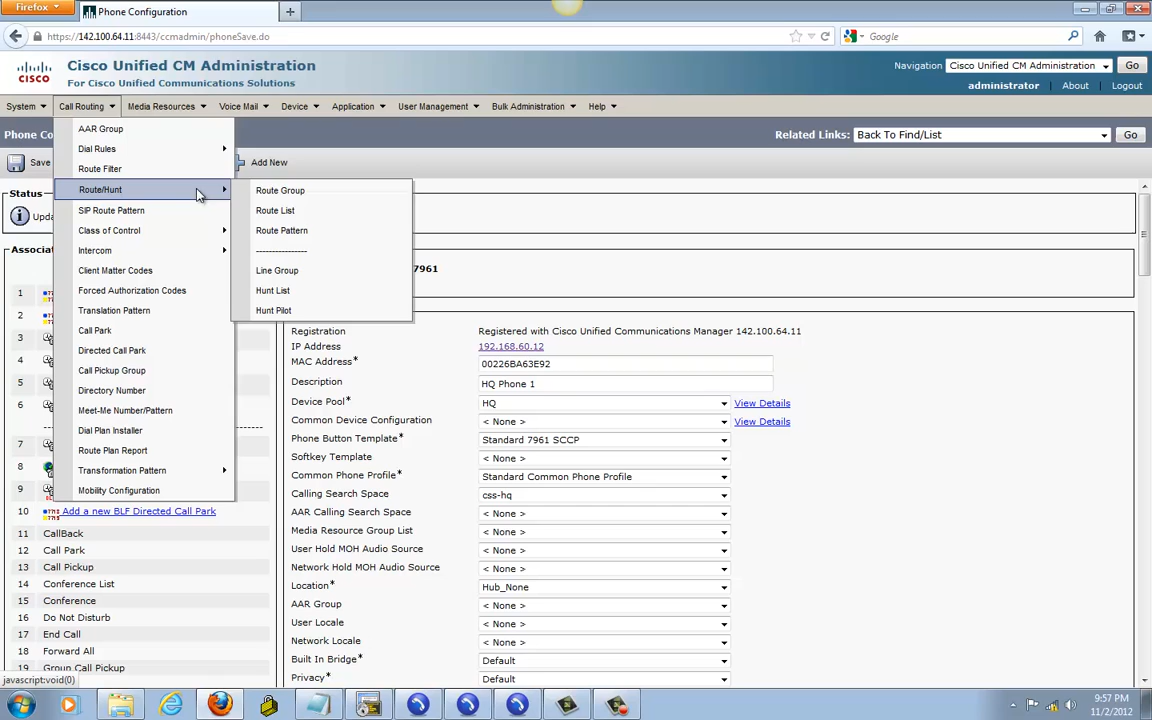 Firefox
Phone Configuration
https://142.100.64.11:8443/ccmadmin/phoneSave.do
Google
CISCO
Cisco Unified CM Administration
For Cisco Unified Communications Solutions
Navigation Cisco Unified CM Administration Go
administrator About Logout
System Call Routing Media Resources Voice Mail Device Application User Management Bulk Administration Help
Phone Co
Related Links: Back To Find/List Go
Save
Add New
Status
Upda
Associat
AAR Group
Dial Rules
Route Filter
Route/Hunt
SIP Route Pattern
Class of Control
Intercom
Client Matter Codes
Forced Authorization Codes
Translation Pattern
Call Park
Directed Call Park
Call Pickup Group
Directory Number
Meet-Me Number/Pattern
Dial Plan Installer
Route Plan Report
Transformation Pattern
Mobility Configuration
Route Group
Route List
Route Pattern
----------------
Line Group
Hunt List
Hunt Pilot
7961
1
2
3
4
5
6
7
8
9
10 Add a new BLF Directed Call Park
11 CallBack
12 Call Park
13 Call Pickup
14 Conference List
15 Conference
16 Do Not Disturb
17 End Call
18 Forward All
19 Group Call Pickup
Registration Registered with Cisco Unified Communications Manager 142.100.64.11
IP Address 192.168.60.12
MAC Address* 00226BA63E92
Description HQ Phone 1
Device Pool* HQ View Details
Common Device Configuration < None > View Details
Phone Button Template* Standard 7961 SCCP
Softkey Template < None >
Common Phone Profile* Standard Common Phone Profile
Calling Search Space css-hq
AAR Calling Search Space < None >
Media Resource Group List < None >
User Hold MOH Audio Source < None >
Network Hold MOH Audio Source < None >
Location* Hub_None
AAR Group < None >
User Locale < None >
Network Locale < None >
Built In Bridge* Default
Privacy* Default
javascript:void(0)
9:57 PM
11/2/2012